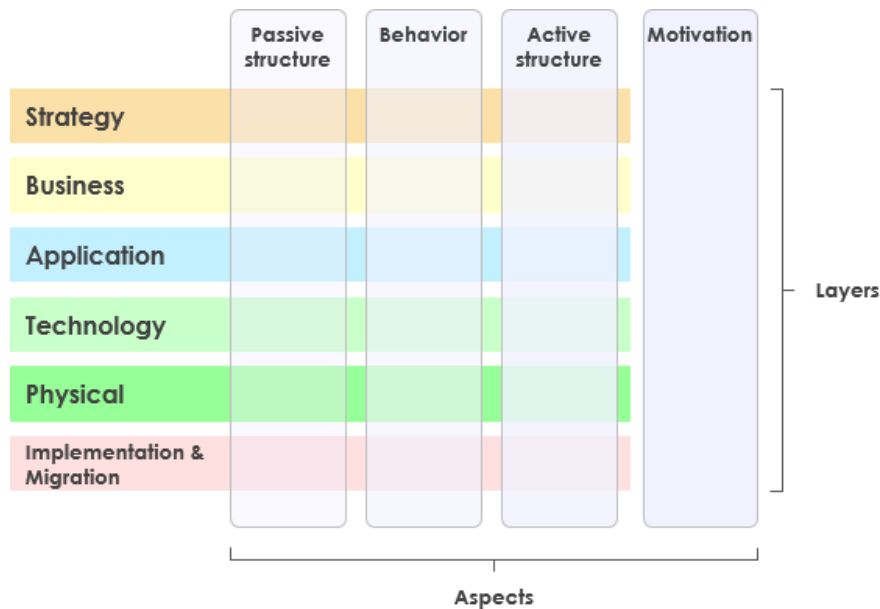 Passive
structure
Behavior
Active
structure
Motivation
Strategy
Business
Application
Technology
Physical
Implementation &
Migration
Layers
Aspects